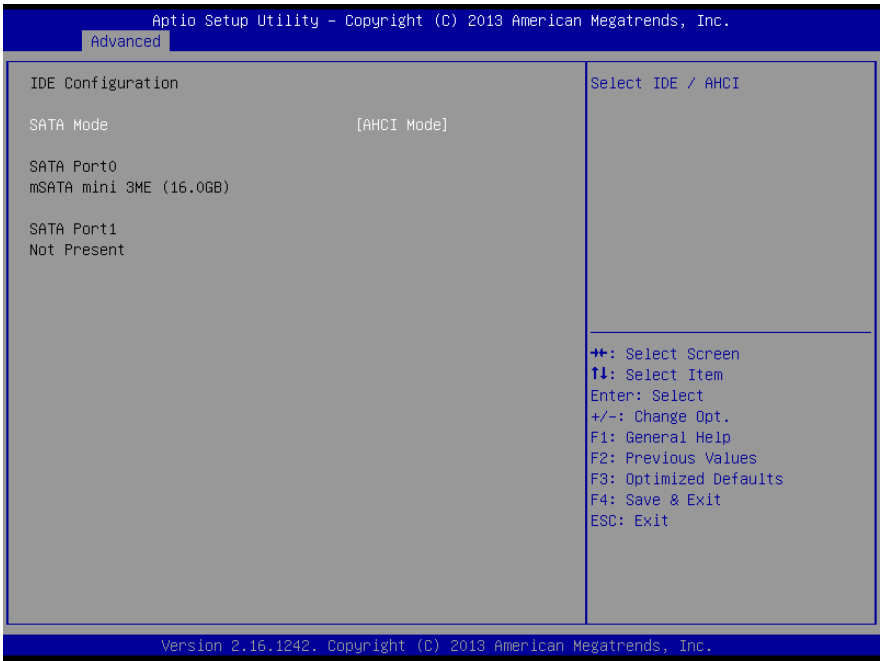 Aptio Setup Utility – Copyright (C) 2013 American Megatrends, Inc.
Advanced
IDE Configuration
SATA Mode [AHCI Mode]
SATA Port0
mSATA mini 3ME (16.0GB)
SATA Port1
Not Present
Select IDE / AHCI
→←: Select Screen
↑↓: Select Item
Enter: Select
+/-: Change Opt.
F1: General Help
F2: Previous Values
F3: Optimized Defaults
F4: Save & Exit
ESC: Exit
Version 2.16.1242. Copyright (C) 2013 American Megatrends, Inc.